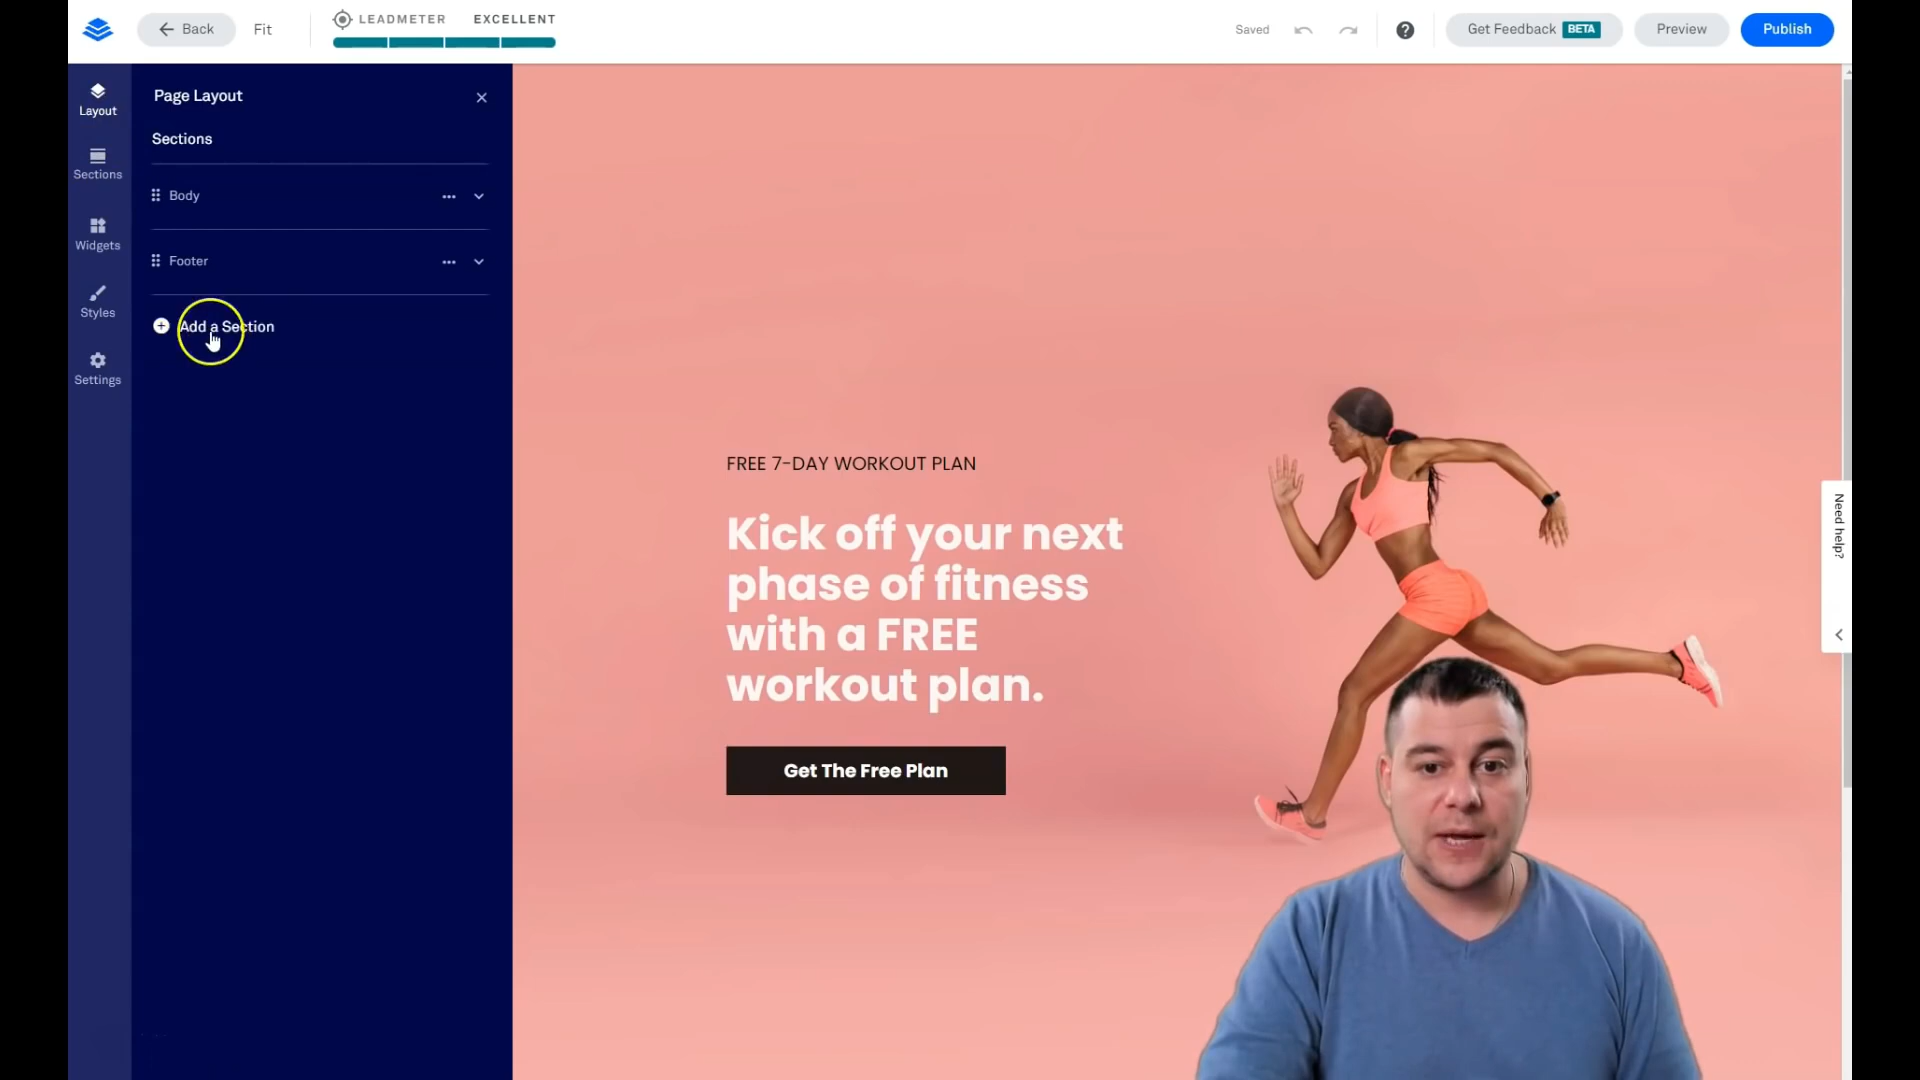 Back
Fit
LEADMETER EXCELLENT
Saved
?
Get Feedback BETA
Preview
Publish
Layout
Sections
Widgets
Styles
Settings
Page Layout
Sections
Body
Footer
Add a Section
FREE 7-DAY WORKOUT PLAN
Kick off your next
phase of fitness
with a FREE
workout plan.
Get The Free Plan
Need help?